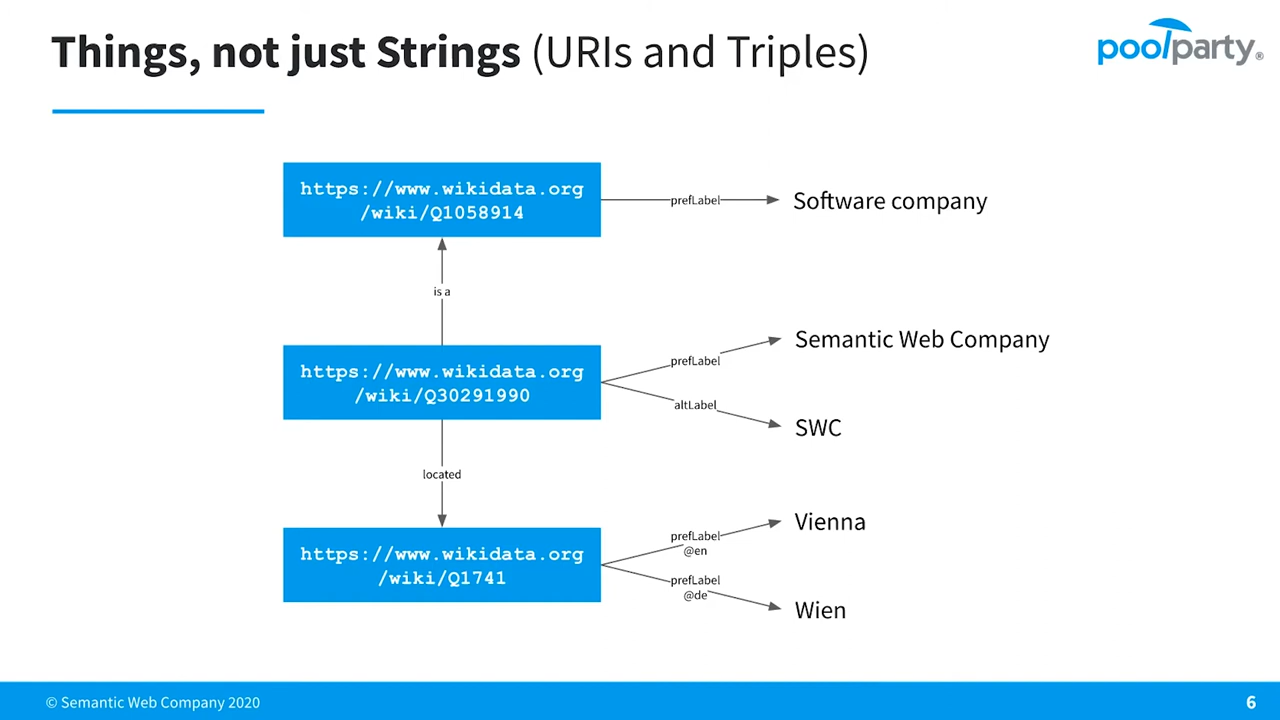 Things, not just Strings (URIs and Triples)
poolparty®
https://www.wikidata.org
/wiki/Q1058914
prefLabel
Software company
is a
https://www.wikidata.org
/wiki/Q30291990
prefLabel
Semantic Web Company
altLabel
SWC
located
https://www.wikidata.org
/wiki/Q1741
prefLabel
@en
Vienna
prefLabel
@de
Wien
© Semantic Web Company 2020
6